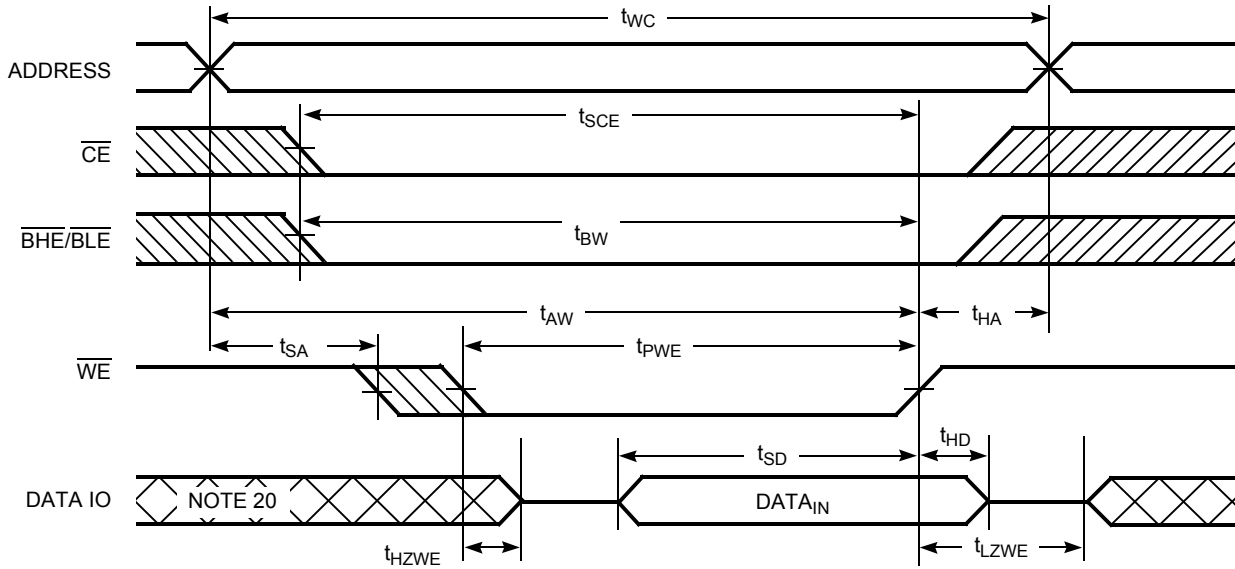 tWC
ADDRESS
tSCE
CE
BHE/BLE
tBW
tAW
tHA
tSA
tPWE
WE
tSD
tHD
DATA IO
NOTE 20
DATAIN
tHZWE
tLZWE